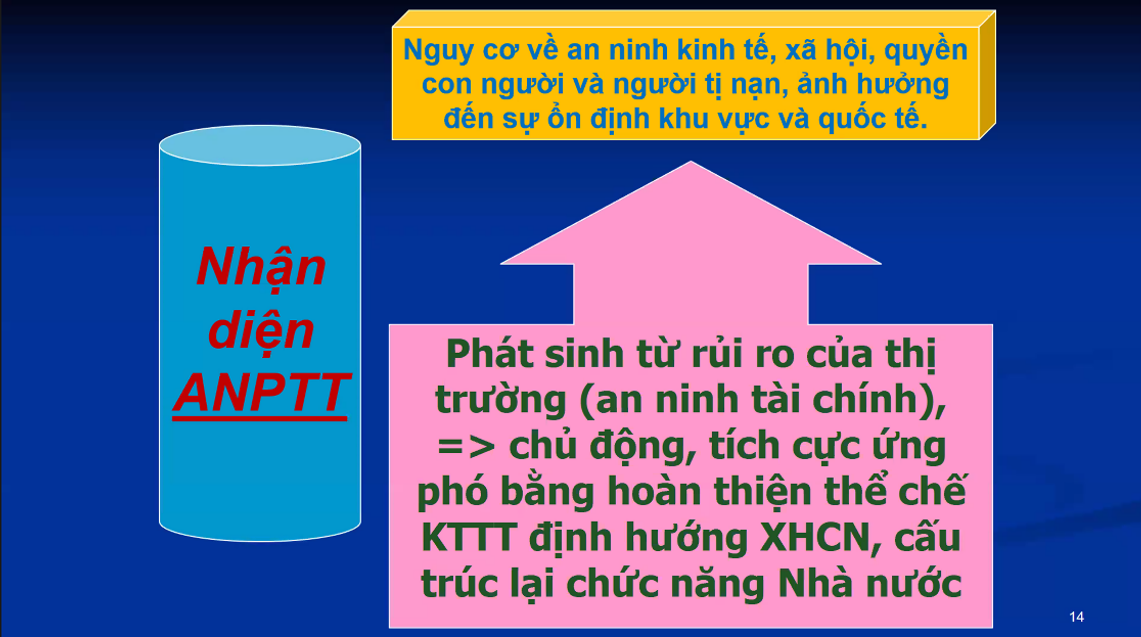 Nguy cơ về an ninh kinh tế, xã hội, quyền
con người và người tị nạn, ảnh hưởng
đến sự ổn định khu vực và quốc tế.
Nhận
diện
ANPTT
Phát sinh từ rủi ro của thị
trường (an ninh tài chính),
=> chủ động, tích cực ứng
phó bằng hoàn thiện thể chế
KTTT định hướng XHCN, cấu
trúc lại chức năng Nhà nước
14